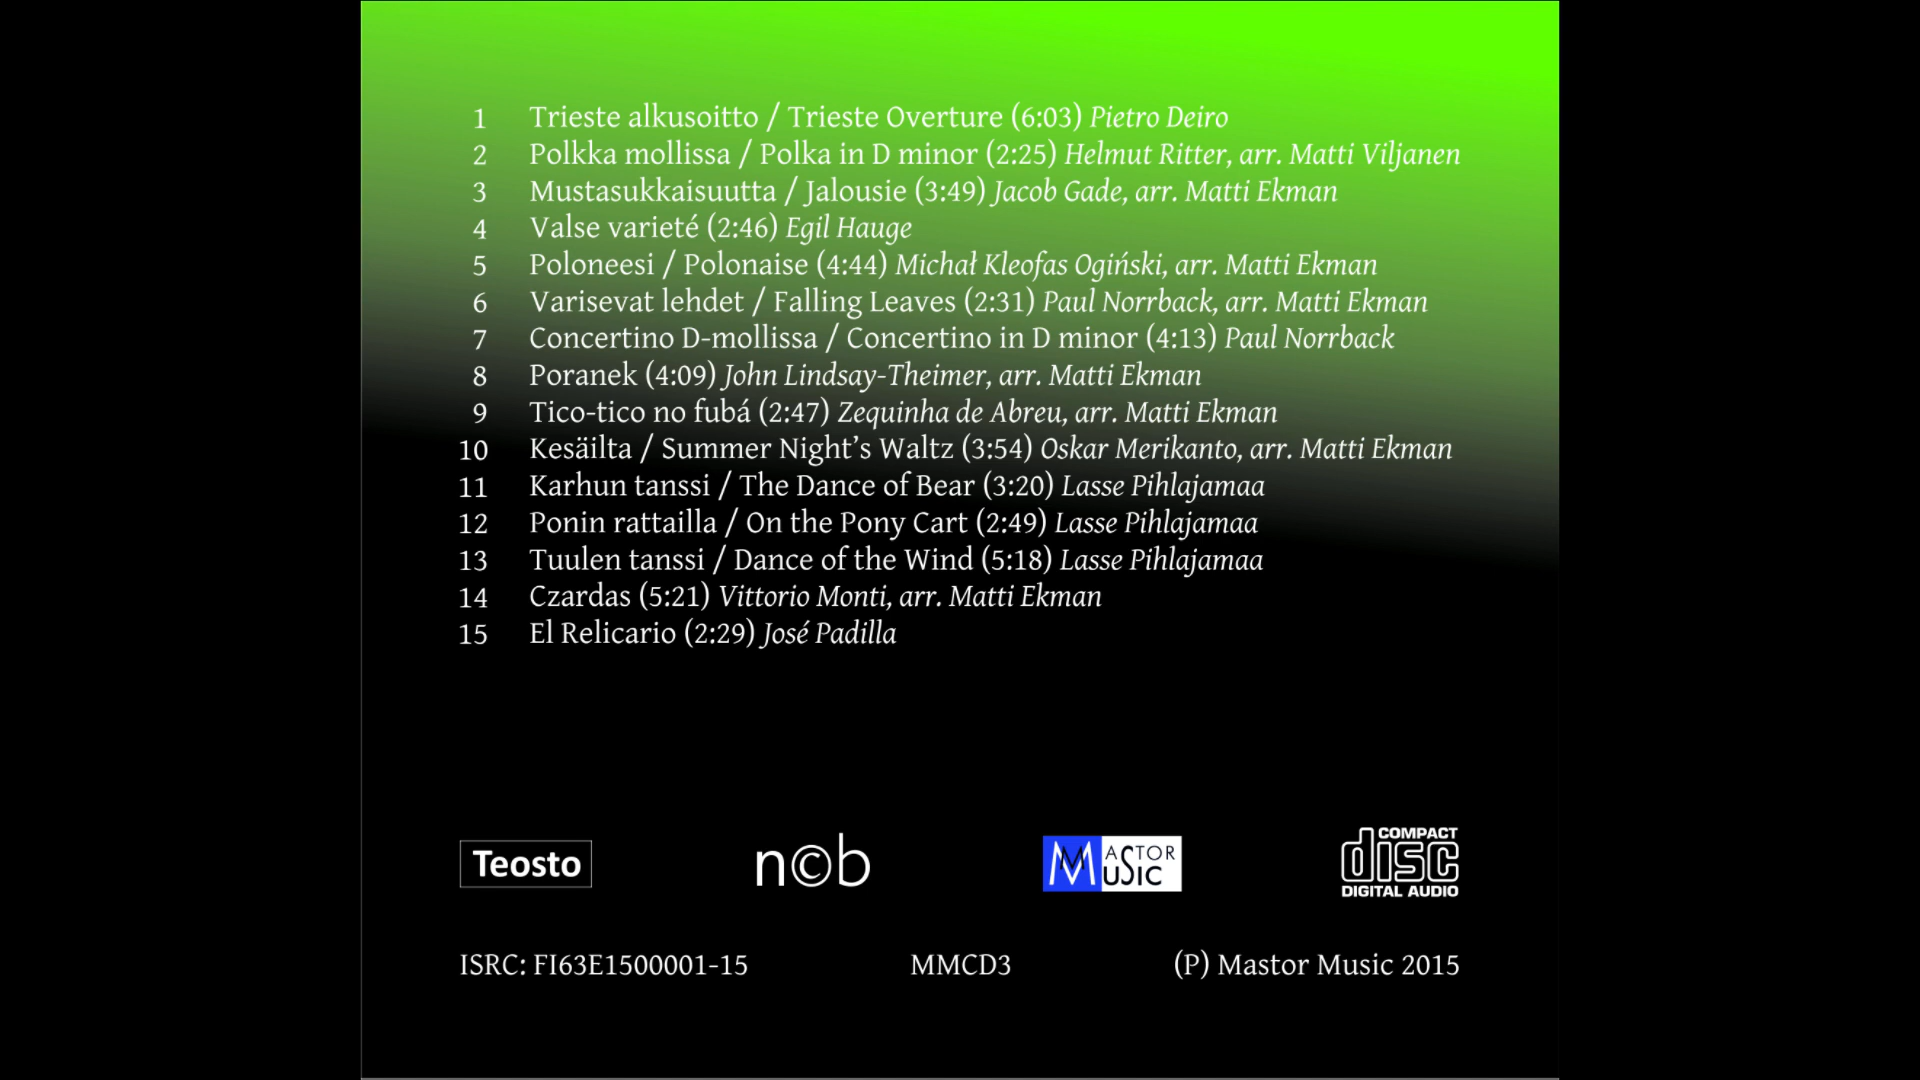 1 Trieste alkusoitto / Trieste Overture (6:03) Pietro Deiro
2 Polkka mollissa / Polka in D minor (2:25) Helmut Ritter, arr. Matti Viljanen
3 Mustasukkaisuutta / Jalousie (3:49) Jacob Gade, arr. Matti Ekman
4 Valse varieté (2:46) Egil Hauge
5 Poloneesi / Polonaise (4:44) Michał Kleofas Ogiński, arr. Matti Ekman
6 Varisevat lehdet / Falling Leaves (2:31) Paul Norrback, arr. Matti Ekman
7 Concertino D-mollissa / Concertino in D minor (4:13) Paul Norrback
8 Poranek (4:09) John Lindsay-Theimer, arr. Matti Ekman
9 Tico-tico no fubá (2:47) Zequinha de Abreu, arr. Matti Ekman
10 Kesäilta / Summer Night’s Waltz (3:54) Oskar Merikanto, arr. Matti Ekman
11 Karhun tanssi / The Dance of Bear (3:20) Lasse Pihlajamaa
12 Ponin rattailla / On the Pony Cart (2:49) Lasse Pihlajamaa
13 Tuulen tanssi / Dance of the Wind (5:18) Lasse Pihlajamaa
14 Czardas (5:21) Vittorio Monti, arr. Matti Ekman
15 El Relicario (2:29) José Padilla
Teosto
n©b
MASTOR
MUSIC
COMPACT
disc
DIGITAL AUDIO
ISRC: FI63E1500001-15 MMCD3 (P) Mastor Music 2015